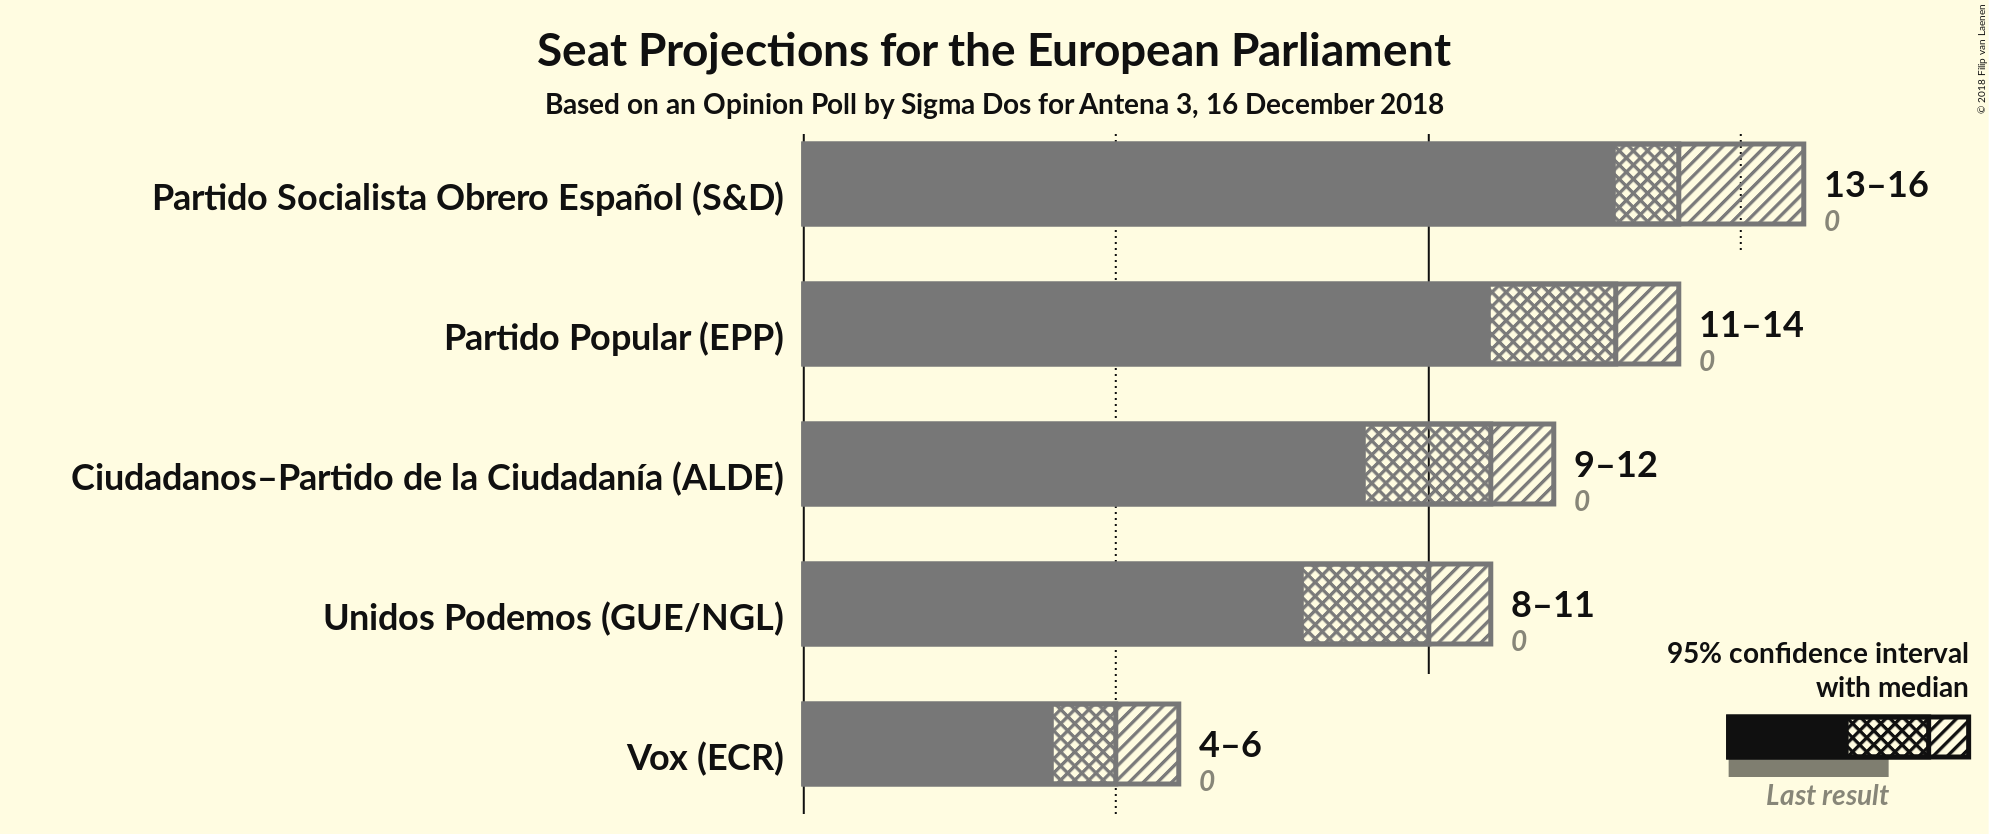 Seat Projections for the European Parliament
Based on an Opinion Poll by Sigma Dos for Antena 3, 16 December 2018
© 2018 Filip van Laenen
Partido Socialista Obrero Español (S&D)
13–16
0
Partido Popular (EPP)
11–14
0
Ciudadanos–Partido de la Ciudadanía (ALDE)
9–12
0
Unidos Podemos (GUE/NGL)
8–11
0
Vox (ECR)
4–6
0
95% confidence interval
with median
Last result